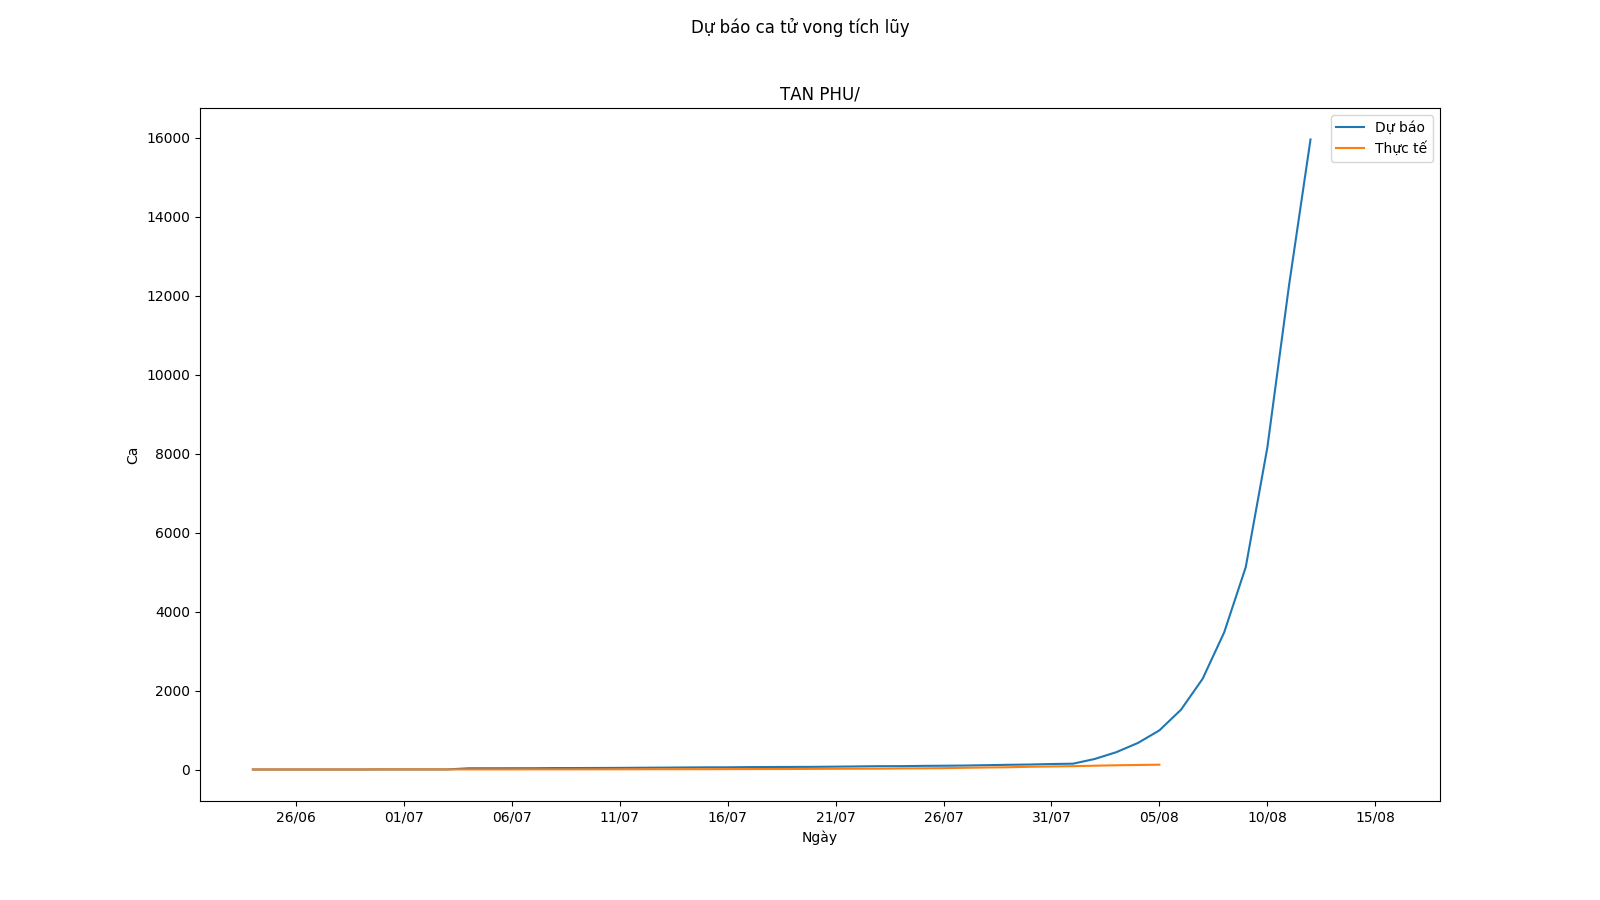 Dự báo ca tử vong tích lũy
TAN PHU/
Dự báo
Thực tế
16000
14000
12000
10000
8000
6000
4000
2000
0
Ca
26/06 01/07 06/07 11/07 16/07 21/07 26/07 31/07 05/08 10/08 15/08
Ngày